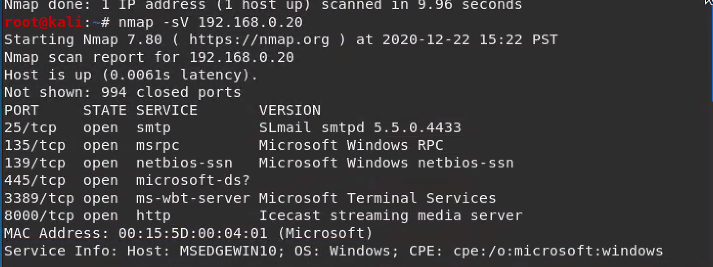 Nmap done: 1 IP address (1 host up) scanned in 9.96 seconds
root@kali:~# nmap -sV 192.168.0.20
Starting Nmap 7.80 ( https://nmap.org ) at 2020-12-22 15:22 PST
Nmap scan report for 192.168.0.20
Host is up (0.0061s latency).
Not shown: 994 closed ports
PORT     STATE SERVICE       VERSION
25/tcp   open  smtp          SLmail smtpd 5.5.0.4433
135/tcp  open  msrpc         Microsoft Windows RPC
139/tcp  open  netbios-ssn   Microsoft Windows netbios-ssn
445/tcp  open  microsoft-ds?
3389/tcp open  ms-wbt-server Microsoft Terminal Services
8000/tcp open  http          Icecast streaming media server
MAC Address: 00:15:5D:00:04:01 (Microsoft)
Service Info: Host: MSEDGEWIN10; OS: Windows; CPE: cpe:/o:microsoft:windows